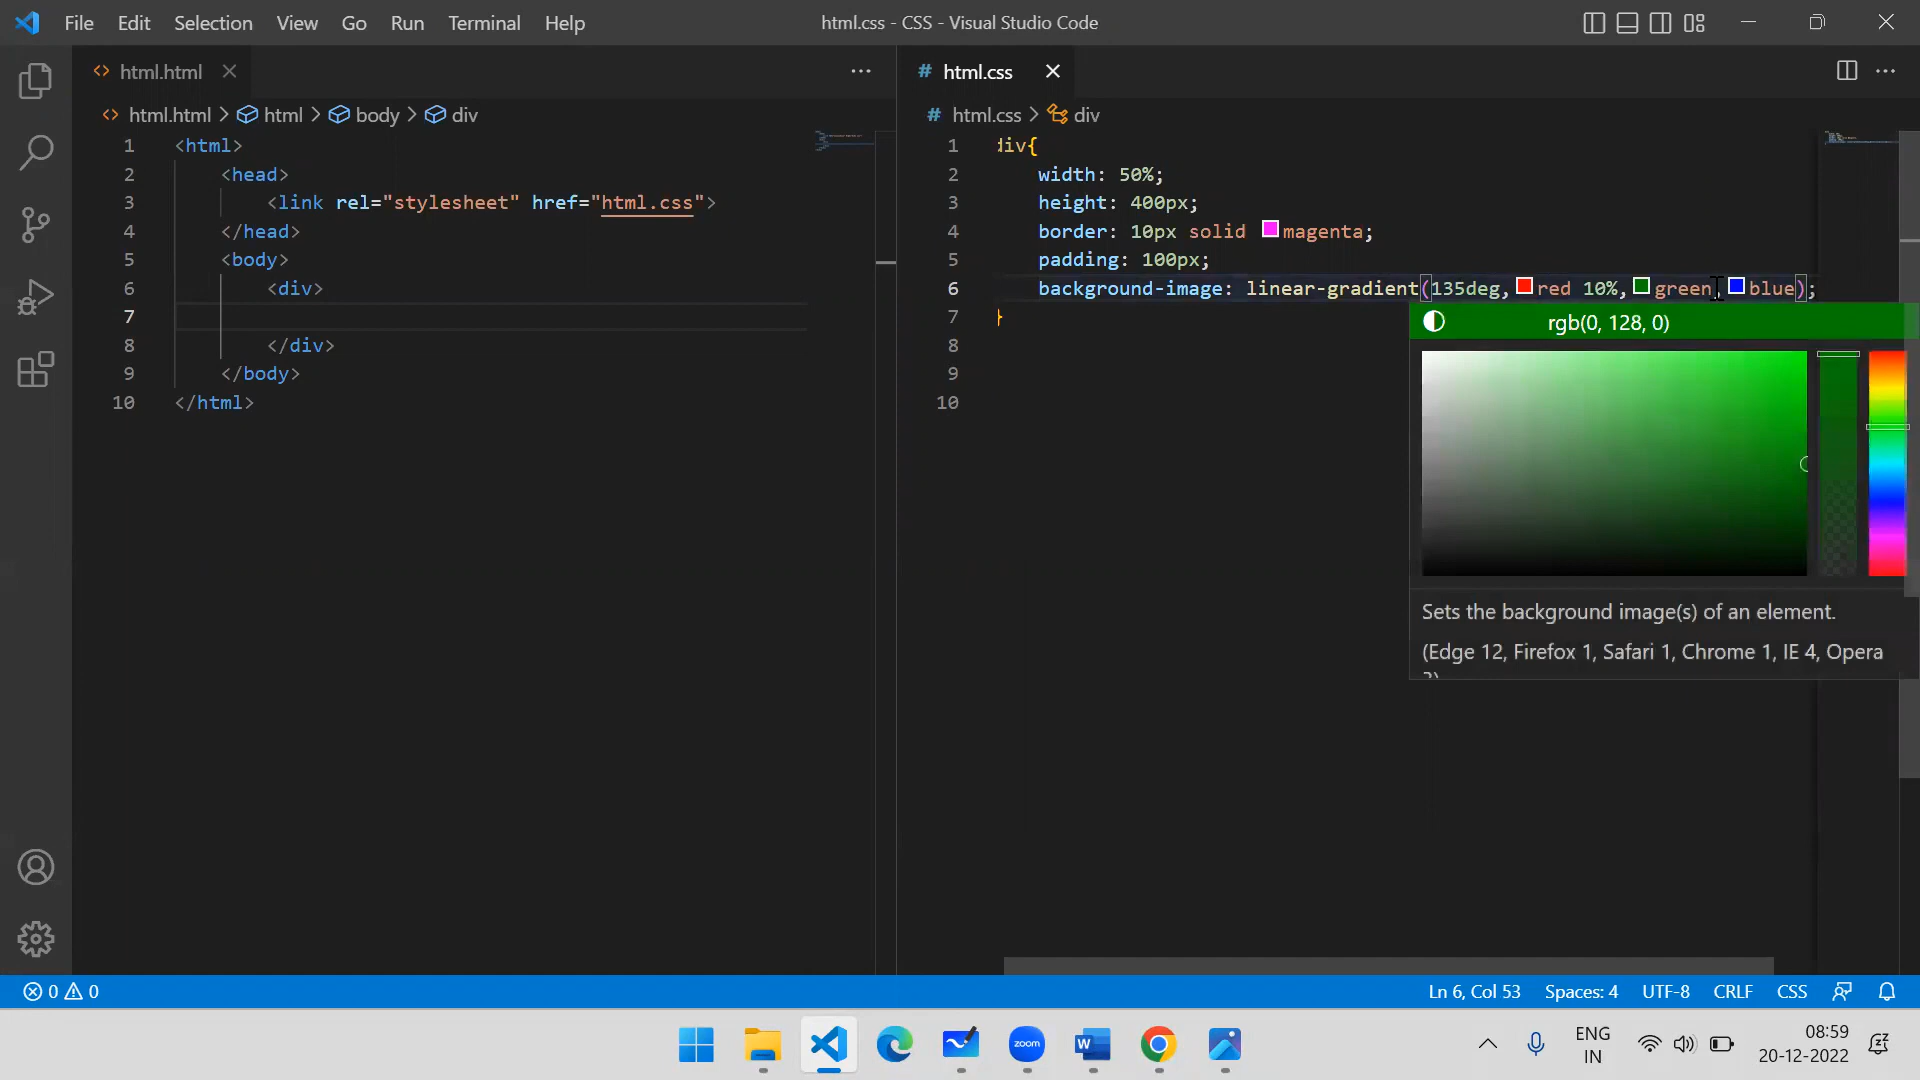 File Edit Selection View Go Run Terminal Help html.css - CSS - Visual Studio Code
html.html
html.html > html > body > div
1 <html>
2 <head>
3 <link rel="stylesheet" href="html.css">
4 </head>
5 <body>
6 <div>
7
8 </div>
9 </body>
10 </html>
# html.css
# html.css > div
1 div{
2 width: 50%;
3 height: 400px;
4 border: 10px solid magenta;
5 padding: 100px;
6 background-image: linear-gradient(135deg, red 10%, green, blue);
7 }
8
9
10
rgb(0, 128, 0)
Sets the background image(s) of an element.
(Edge 12, Firefox 1, Safari 1, Chrome 1, IE 4, Opera
0 0 Ln 6, Col 53 Spaces: 4 UTF-8 CRLF CSS
zoom W ENG 08:59
IN 20-12-2022